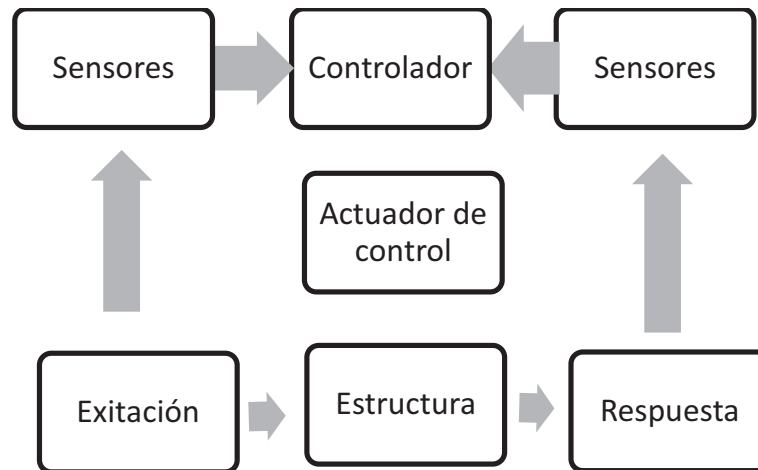 Sensores
Controlador
Sensores
Actuador de
control
Exitación
Estructura
Respuesta